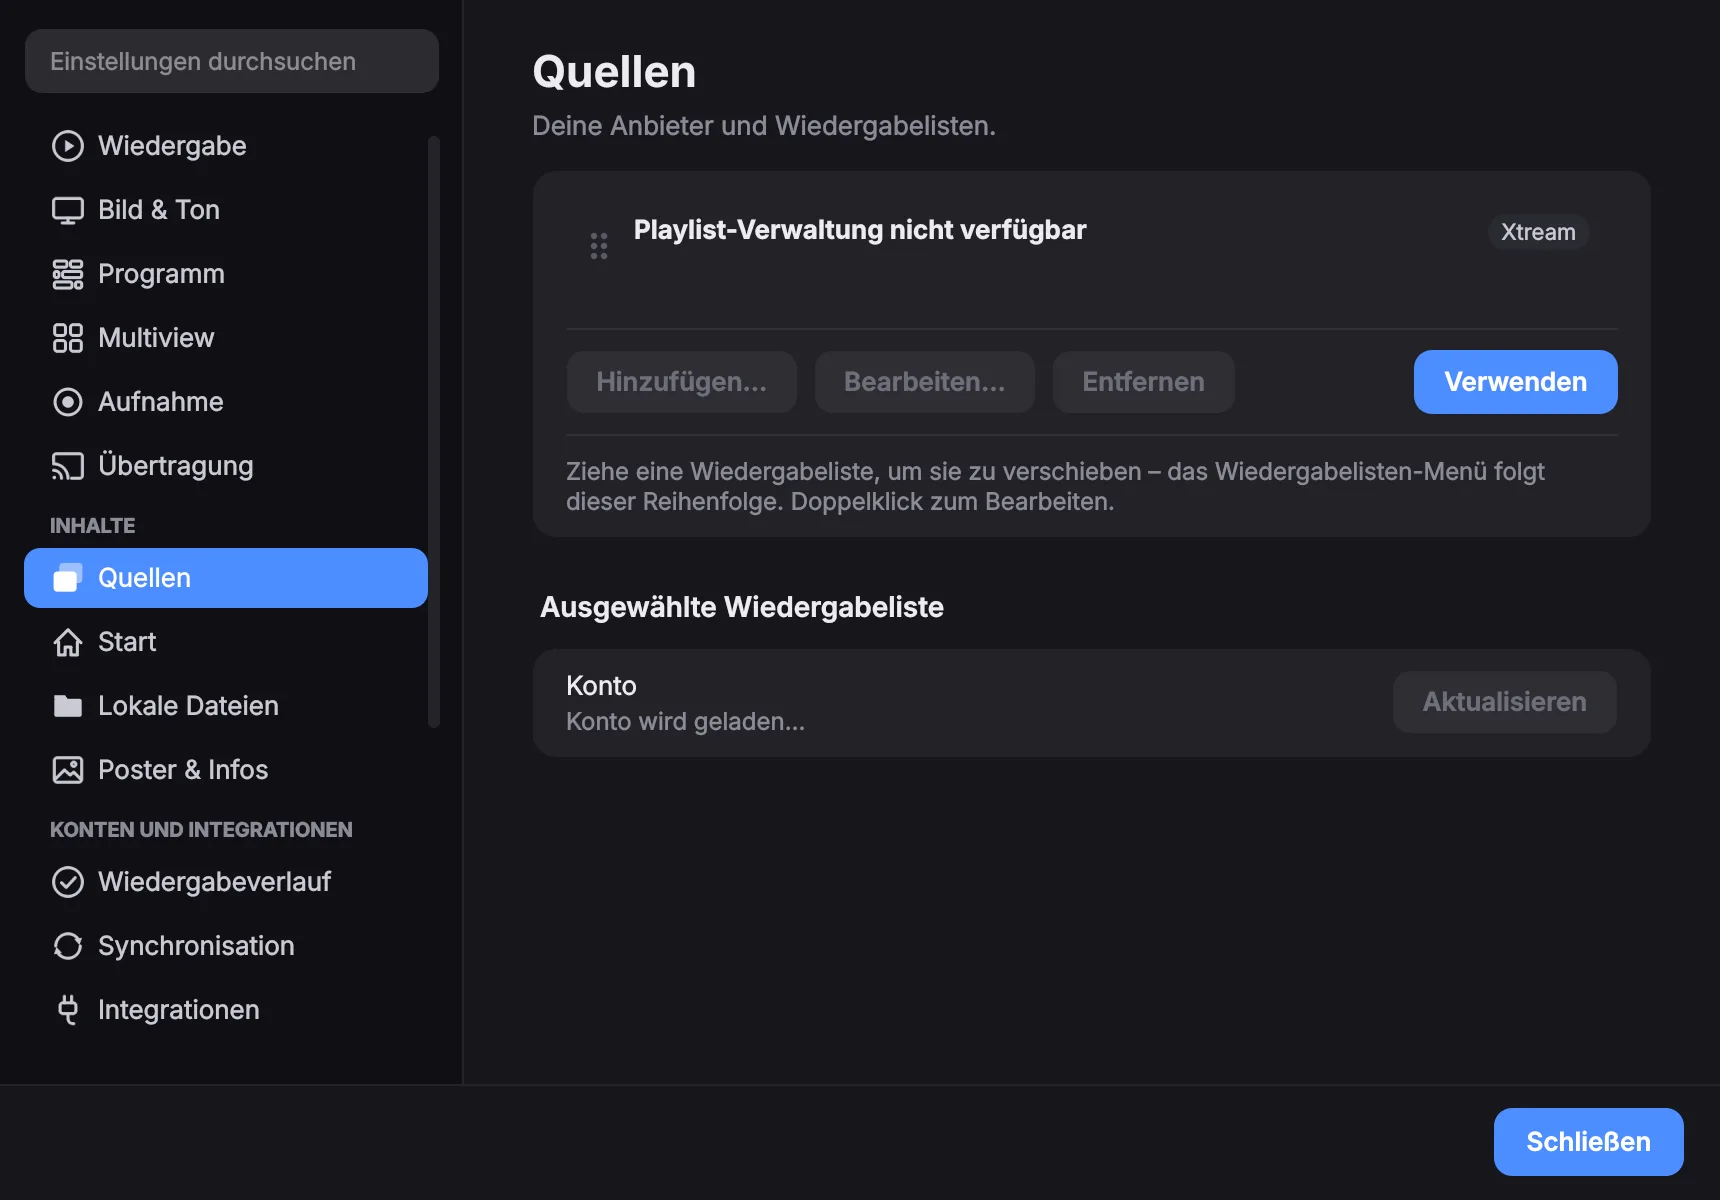 Einstellungen durchsuchen
Wiedergabe
Bild & Ton
Programm
Multiview
Aufnahme
Übertragung
INHALTE
Quellen
Start
Lokale Dateien
Poster & Infos
KONTEN UND INTEGRATIONEN
Wiedergabeverlauf
Synchronisation
Integrationen
Quellen
Deine Anbieter und Wiedergabelisten.
Playlist-Verwaltung nicht verfügbar
Xtream
Hinzufügen...
Bearbeiten...
Entfernen
Verwenden
Ziehe eine Wiedergabeliste, um sie zu verschieben – das Wiedergabelisten-Menü folgt
dieser Reihenfolge. Doppelklick zum Bearbeiten.
Ausgewählte Wiedergabeliste
Konto
Konto wird geladen...
Aktualisieren
Schließen